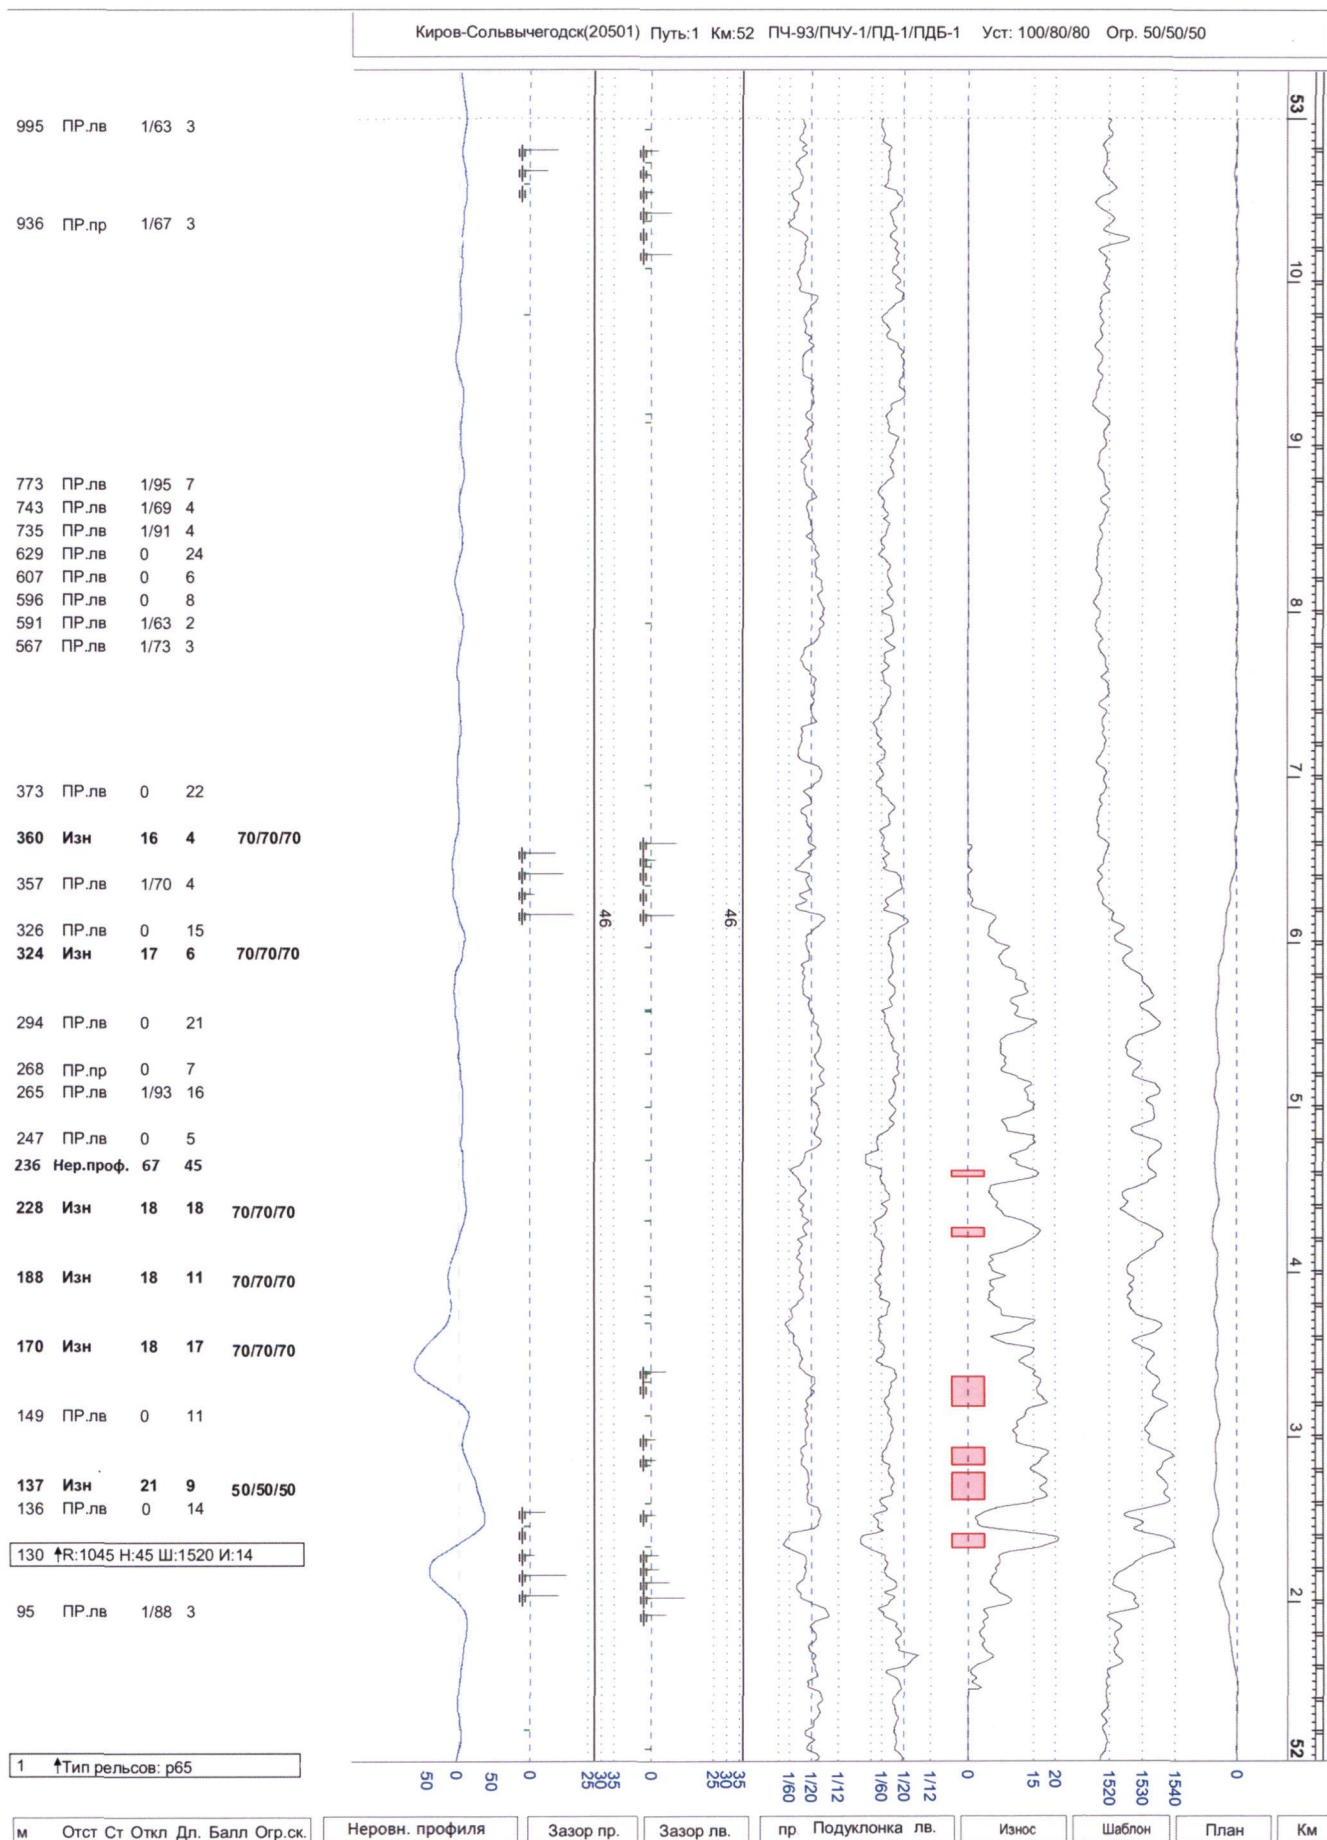 Киров-Сольвычегодск(20501) Путь:1 Км:52 ПЧ-93/ПЧУ-1/ПД-1/ПДБ-1 Уст: 100/80/80 Огр. 50/50/50
53
995 ПР.лв 1/63 3
936 ПР.пр 1/67 3
10
9
773 ПР.лв 1/95 7
743 ПР.лв 1/69 4
735 ПР.лв 1/91 4
629 ПР.лв 0 24
607 ПР.лв 0 6
596 ПР.лв 0 8
8
591 ПР.лв 1/63 2
567 ПР.лв 1/73 3
7
373 ПР.лв 0 22
360 Изн 16 4 70/70/70
357 ПР.лв 1/70 4
46 46
326 ПР.лв 0 15
6
324 Изн 17 6 70/70/70
294 ПР.лв 0 21
268 ПР.пр 0 7
265 ПР.лв 1/93 16
5
247 ПР.лв 0 5
236 Нер.проф. 67 45
228 Изн 18 18 70/70/70
4
188 Изн 18 11 70/70/70
170 Изн 18 17 70/70/70
149 ПР.лв 0 11
3
137 Изн 21 9 50/50/50
136 ПР.лв 0 14
130 ↑R:1045 Н:45 Ш:1520 И:14
2
95 ПР.лв 1/88 3
52
1 ↑Тип рельсов: р65
50 0 50 0 25 30 35 0 25 30 35 1/60 1/20 1/12 1/60 1/20 1/12 0 15 20 1520 1530 1540 0
м Отст Ст Откл Дл. Балл Огр.ск. Неровн. профиля Зазор пр. Зазор лв. пр Подуклонка лв. Износ Шаблон План Км